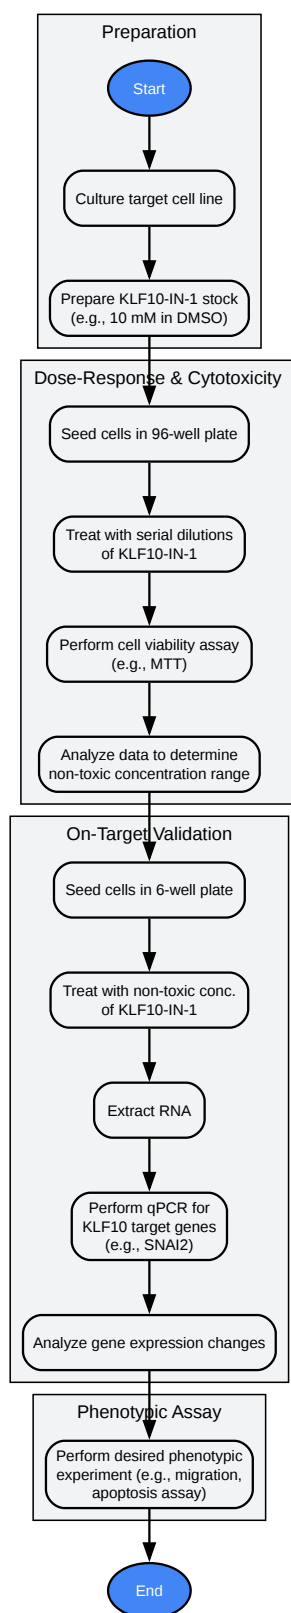 Preparation
Start
Culture target cell line
Prepare KLF10-IN-1 stock
(e.g., 10 mM in DMSO)
Dose-Response & Cytotoxicity
Seed cells in 96-well plate
Treat with serial dilutions
of KLF10-IN-1
Perform cell viability assay
(e.g., MTT)
Analyze data to determine
non-toxic concentration range
On-Target Validation
Seed cells in 6-well plate
Treat with non-toxic conc.
of KLF10-IN-1
Extract RNA
Perform qPCR for
KLF10 target genes
(e.g., SNAI2)
Analyze gene expression changes
Phenotypic Assay
Perform desired phenotypic
experiment (e.g., migration,
apoptosis assay)
End